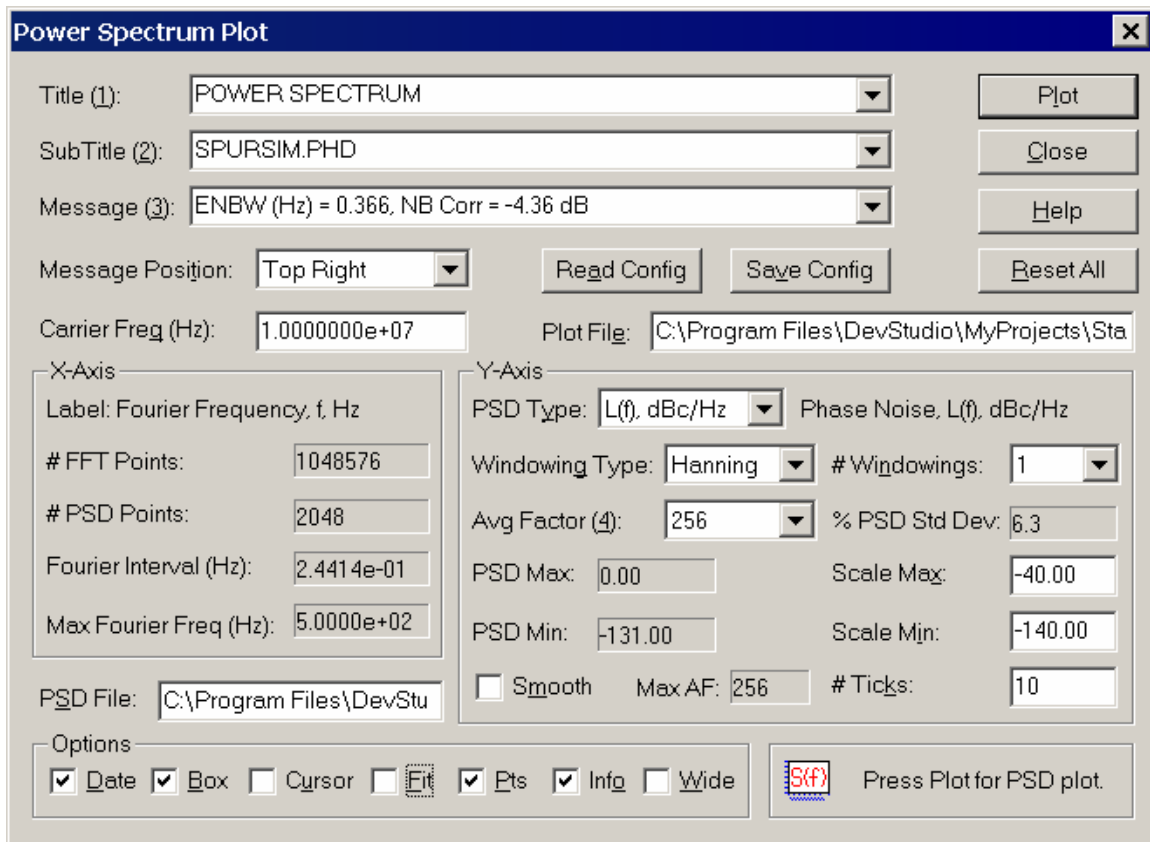 Power Spectrum Plot
Title (1): POWER SPECTRUM Plot
SubTitle (2): SPURSIM.PHD Close
Message (3): ENBW (Hz) = 0.366, NB Corr = -4.36 dB Help
Message Position: Top Right Read Config Save Config Reset All
Carrier Freq (Hz): 1.0000000e+07 Plot File: C:\Program Files\DevStudio\MyProjects\Sta
X-Axis
Label: Fourier Frequency, f, Hz
# FFT Points: 1048576
# PSD Points: 2048
Fourier Interval (Hz): 2.4414e-01
Max Fourier Freq (Hz): 5.0000e+02
PSD File: C:\Program Files\DevStu
Y-Axis
PSD Type: L(f), dBc/Hz Phase Noise, L(f), dBc/Hz
Windowing Type: Hanning # Windowings: 1
Avg Factor (4): 256 % PSD Std Dev: 6.3
PSD Max: 0.00 Scale Max: -40.00
PSD Min: -131.00 Scale Min: -140.00
Smooth Max AF: 256 # Ticks: 10
Options
Date Box Cursor Fit Pts Info Wide
S(f) Press Plot for PSD plot.